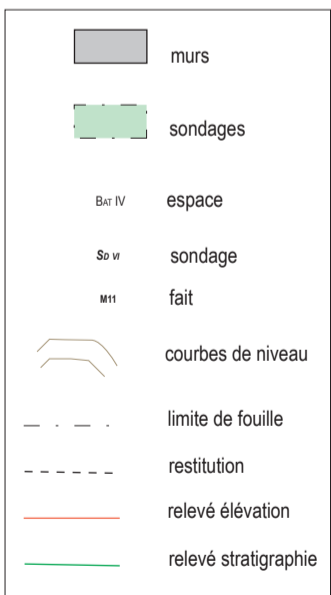 murs
sondages
BAT IV espace
SD VI sondage
M11 fait
courbes de niveau
limite de fouille
restitution
relevé élévation
relevé stratigraphie